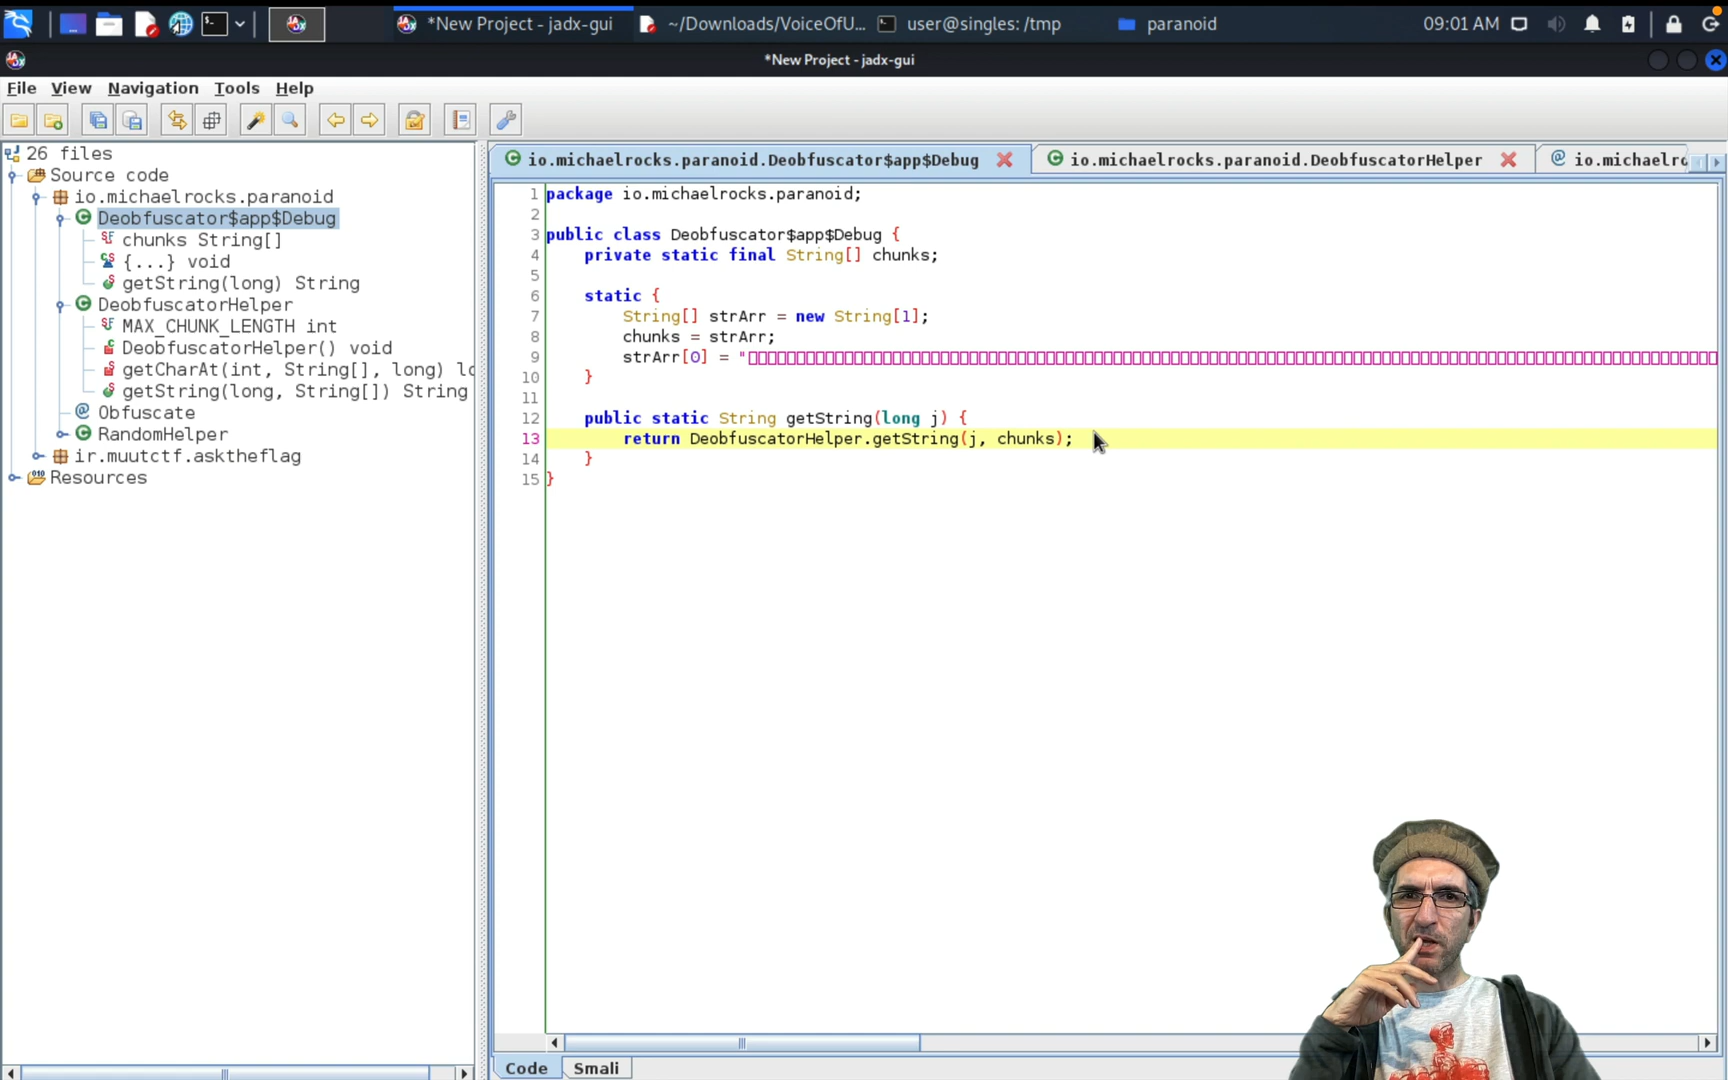 *New Project - jadx-gui
~/Downloads/VoiceOfU...
user@singles: /tmp
paranoid
09:01 AM
*New Project - jadx-gui
File View Navigation Tools Help
26 files
Source code
io.michaelrocks.paranoid
Deobfuscator$app$Debug
chunks String[]
{...} void
getString(long) String
DeobfuscatorHelper
MAX_CHUNK_LENGTH int
DeobfuscatorHelper() void
getCharAt(int, String[], long) lo
getString(long, String[]) String
Obfuscate
RandomHelper
ir.muutctf.asktheflag
Resources
io.michaelrocks.paranoid.Deobfuscator$app$Debug
io.michaelrocks.paranoid.DeobfuscatorHelper
io.michaelro
1 package io.michaelrocks.paranoid;
2
3 public class Deobfuscator$app$Debug {
4 private static final String[] chunks;
5
6 static {
7 String[] strArr = new String[1];
8 chunks = strArr;
9 strArr[0] = "
10 }
11
12 public static String getString(long j) {
13 return DeobfuscatorHelper.getString(j, chunks);
14 }
15 }
Code Smali